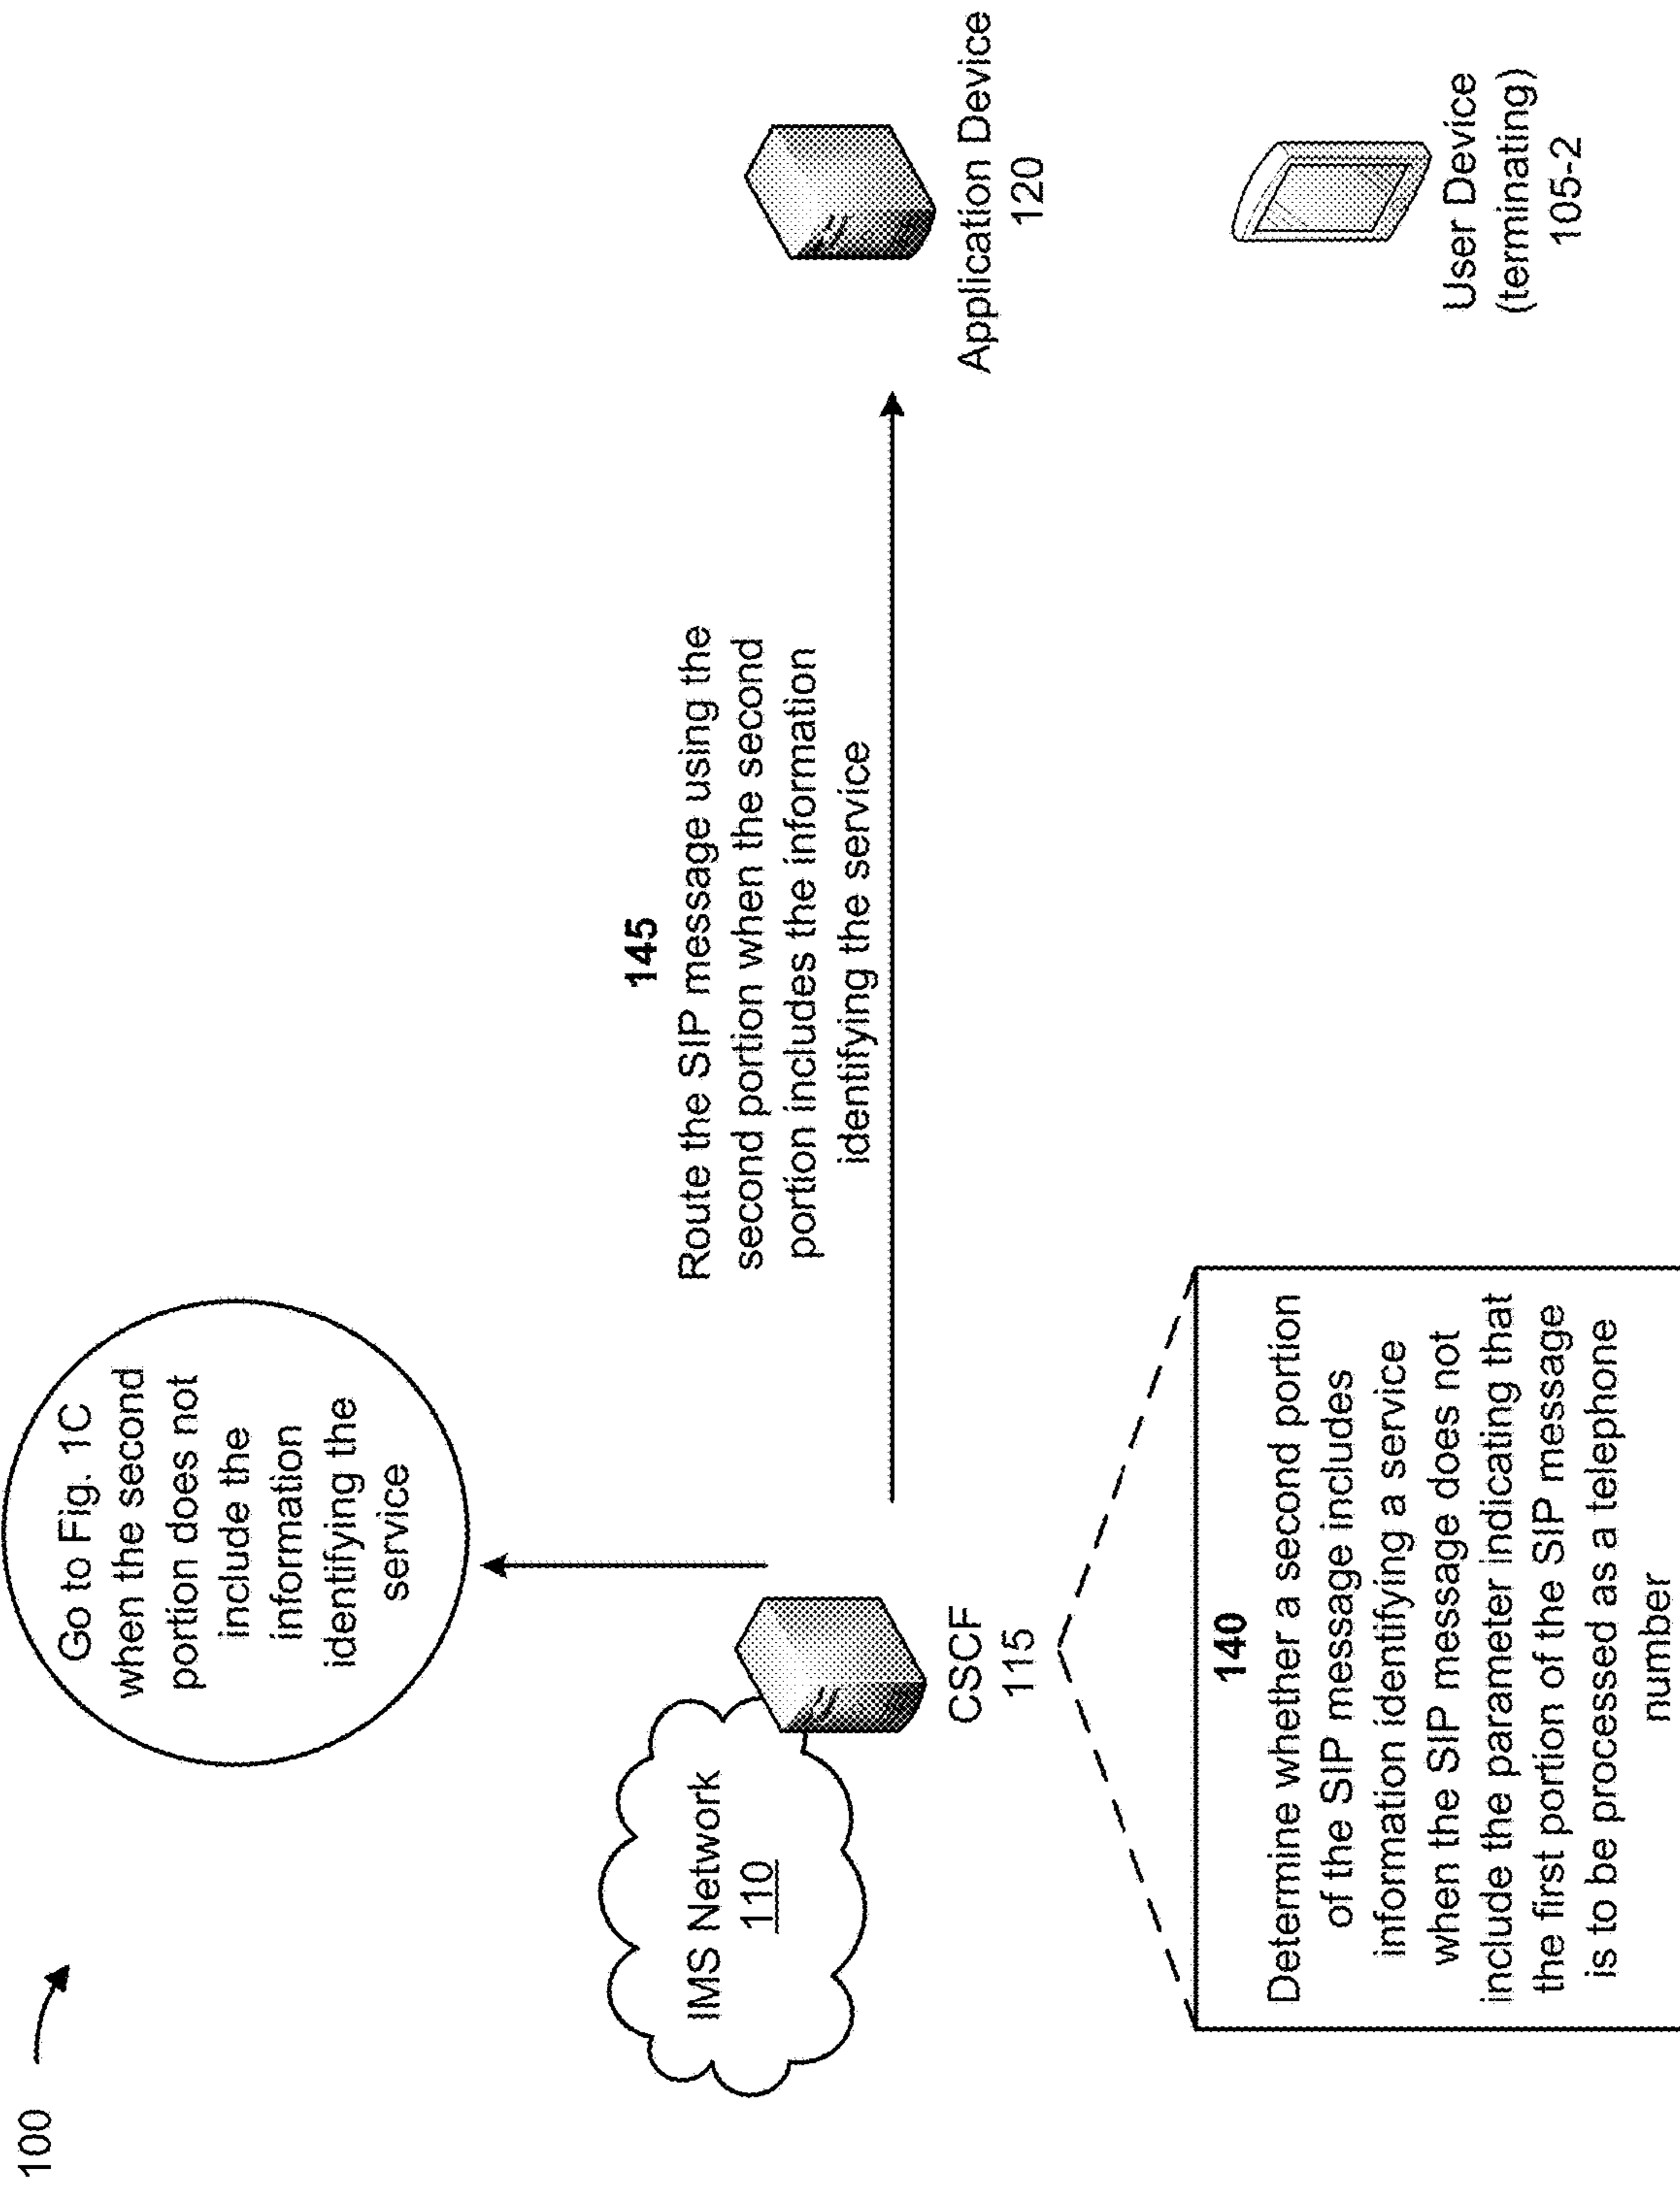 100
Go to Fig. 1C
when the second
portion does not
include the
information
identifying the
service
145
Route the SIP message using the
second portion when the second
portion includes the information
identifying the service
IMS Network
110
CSCF
115
Application Device
120
140
Determine whether a second portion
of the SIP message includes
information identifying a service
when the SIP message does not
include the parameter indicating that
the first portion of the SIP message
is to be processed as a telephone
number
User Device
(terminating)
105-2